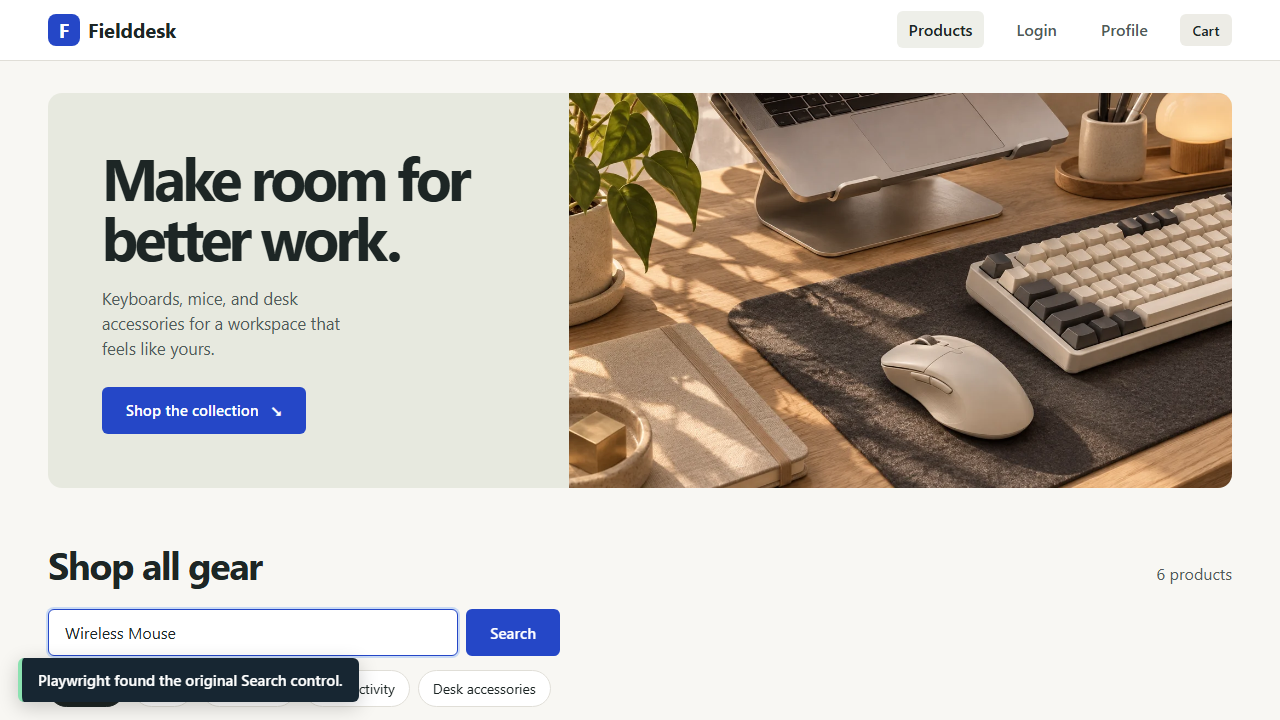 F Fielddesk
Products
Login
Profile
Cart
Make room for
better work.
Keyboards, mice, and desk
accessories for a workspace that
feels like yours.
Shop the collection ↘
Shop all gear
6 products
Wireless Mouse
Search
Playwright found the original Search control.
Desk accessories